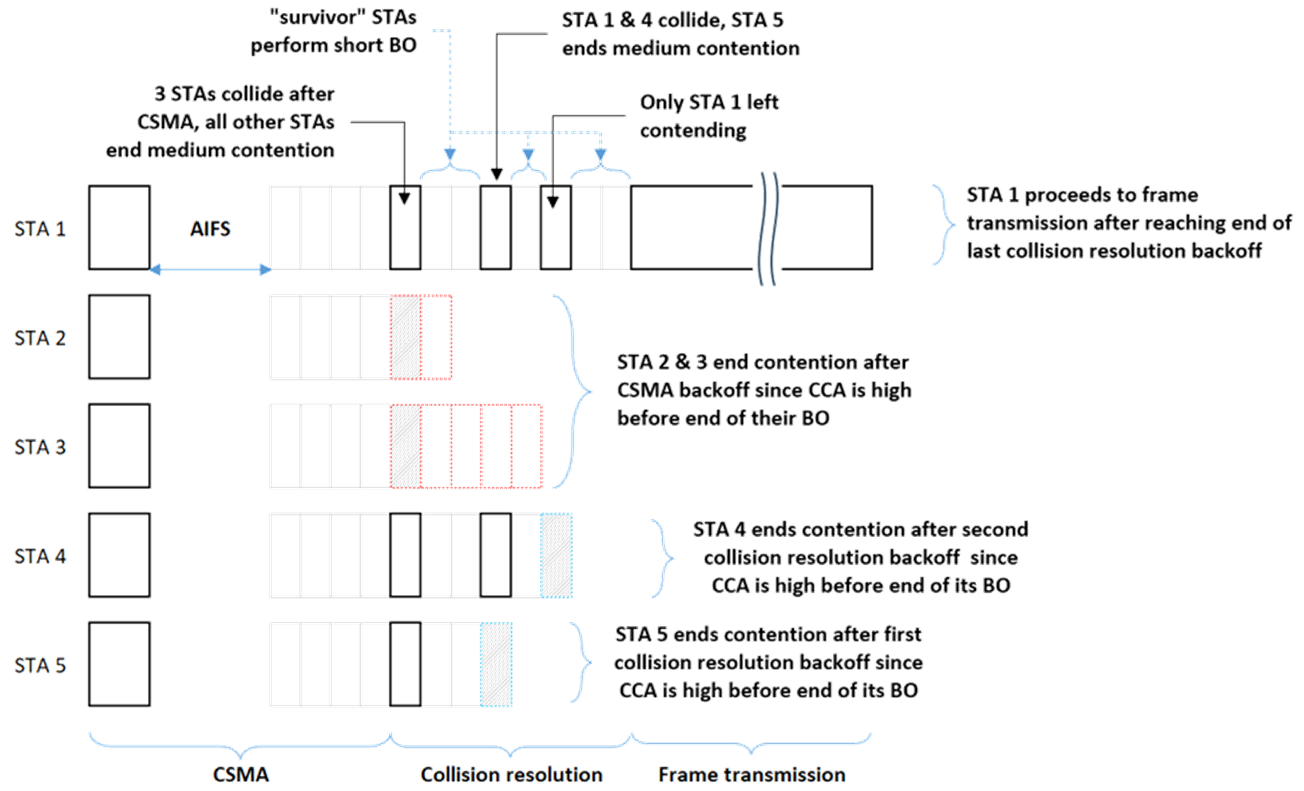 "survivor" STAs
perform short BO
STA 1 & 4 collide, STA 5
ends medium contention
3 STAs collide after
CSMA, all other STAs
end medium contention
Only STA 1 left
contending
STA 1
AIFS
STA 1 proceeds to frame
transmission after reaching end of
last collision resolution backoff
STA 2
STA 2 & 3 end contention after
CSMA backoff since CCA is high
before end of their BO
STA 3
STA 4
STA 4 ends contention after second
collision resolution backoff since
CCA is high before end of its BO
STA 5
STA 5 ends contention after first
collision resolution backoff since
CCA is high before end of its BO
CSMA
Collision resolution
Frame transmission